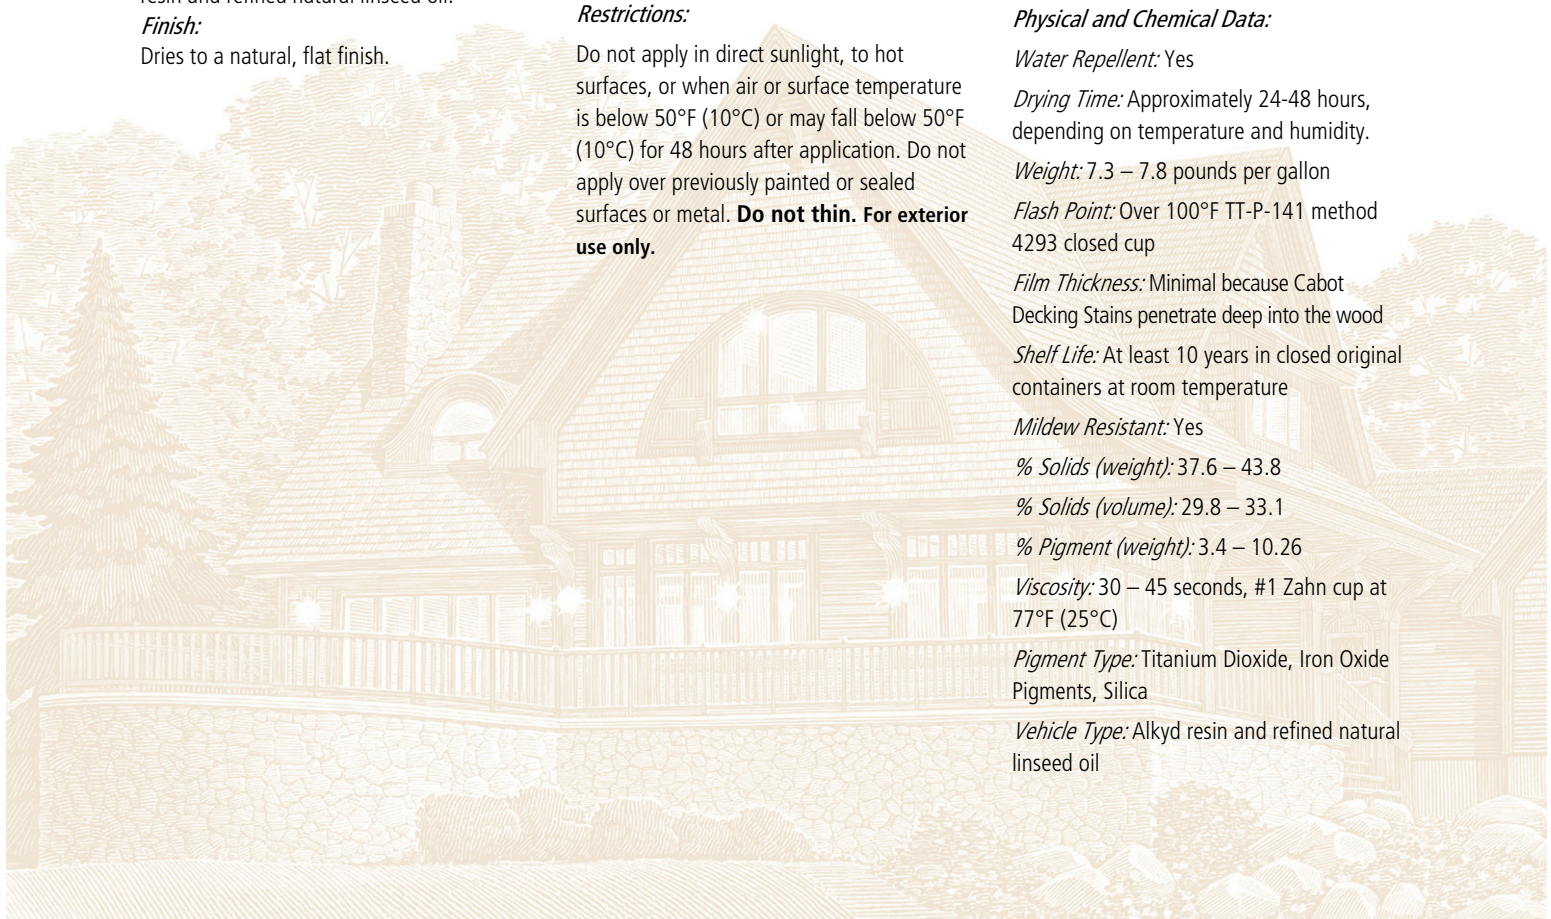 resin and refined natural linseed oil.
Finish:
Dries to a natural, flat finish.
Restrictions:
Do not apply in direct sunlight, to hot
surfaces, or when air or surface temperature
is below 50°F (10°C) or may fall below 50°F
(10°C) for 48 hours after application. Do not
apply over previously painted or sealed
surfaces or metal. Do not thin. For exterior
use only.
Physical and Chemical Data:
Water Repellent: Yes
Drying Time: Approximately 24-48 hours,
depending on temperature and humidity.
Weight: 7.3 – 7.8 pounds per gallon
Flash Point: Over 100°F TT-P-141 method
4293 closed cup
Film Thickness: Minimal because Cabot
Decking Stains penetrate deep into the wood
Shelf Life: At least 10 years in closed original
containers at room temperature
Mildew Resistant: Yes
% Solids (weight): 37.6 – 43.8
% Solids (volume): 29.8 – 33.1
% Pigment (weight): 3.4 – 10.26
Viscosity: 30 – 45 seconds, #1 Zahn cup at
77°F (25°C)
Pigment Type: Titanium Dioxide, Iron Oxide
Pigments, Silica
Vehicle Type: Alkyd resin and refined natural
linseed oil